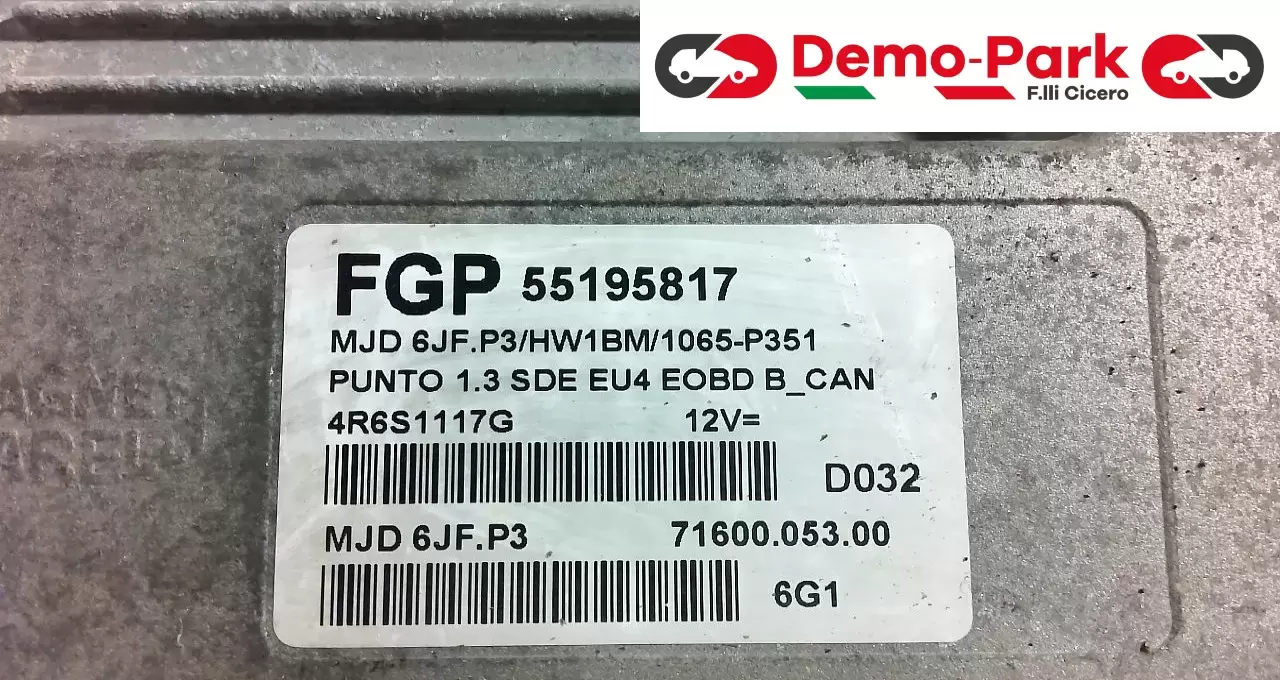 Demo-Park
F.lli Cicero
FGP 55195817
MJD 6JF.P3/HW1BM/1065-P351
PUNTO 1.3 SDE EU4 EOBD B_CAN
4R6S1117G 12V=
D032
MJD 6JF.P3 71600.053.00
6G1